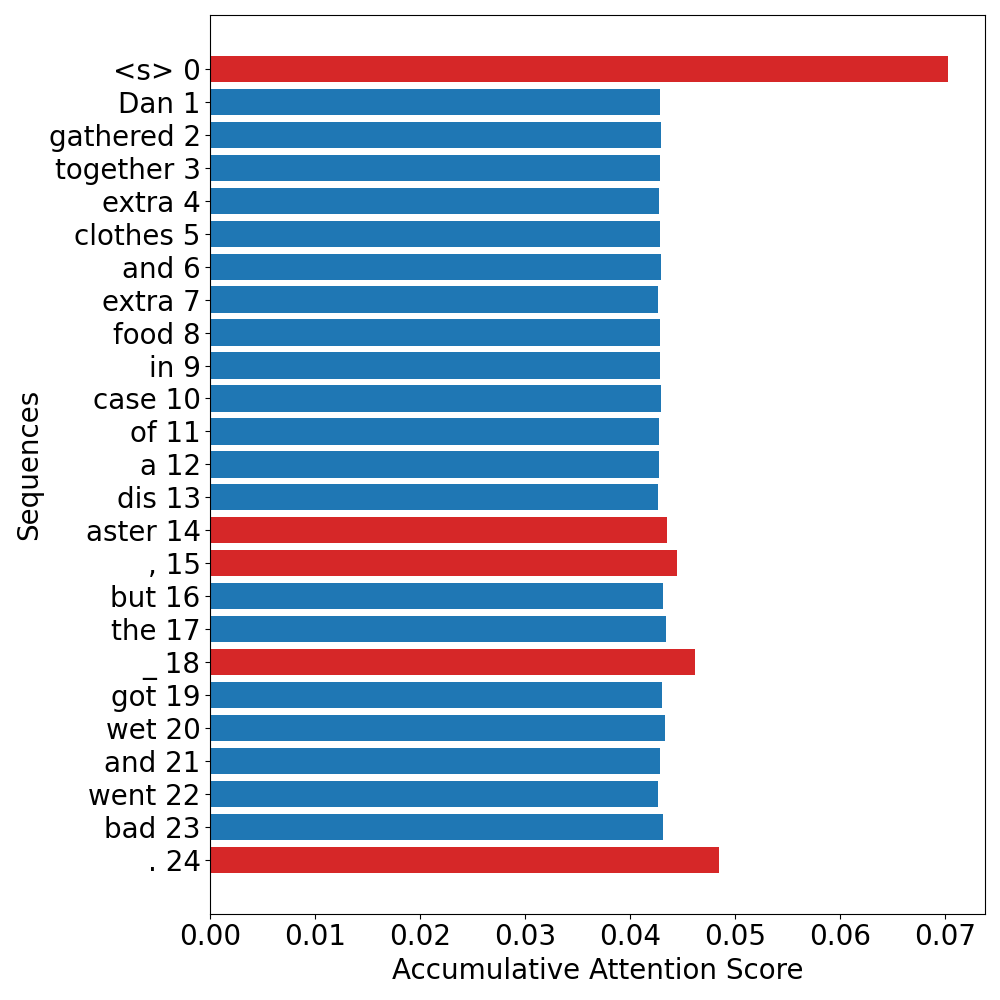 <s> 0
Dan 1
gathered 2
together 3
extra 4
clothes 5
and 6
extra 7
food 8
in 9
case 10
of 11
a 12
dis 13
aster 14
, 15
but 16
the 17
_ 18
got 19
wet 20
and 21
went 22
bad 23
. 24
Sequences
0.00 0.01 0.02 0.03 0.04 0.05 0.06 0.07
Accumulative Attention Score